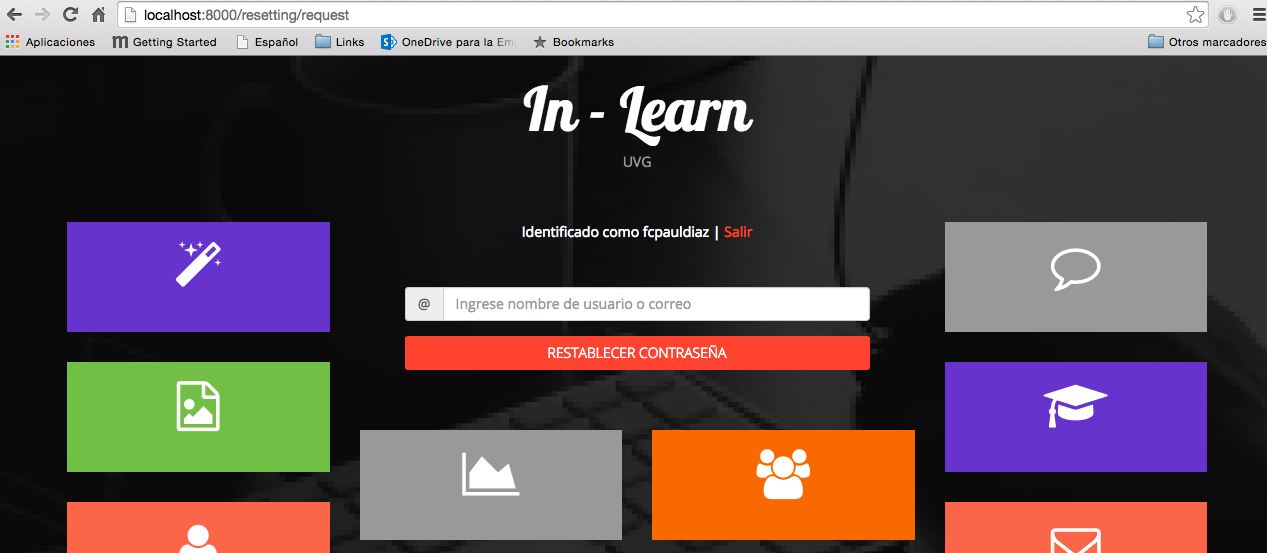 localhost:8000/resetting/request
Aplicaciones
Getting Started
Español
Links
OneDrive para la Em
Bookmarks
Otros marcadores
In - Learn
UVG
Identificado como fcpauldiaz | Salir
@ Ingrese nombre de usuario o correo
RESTABLECER CONTRASEÑA